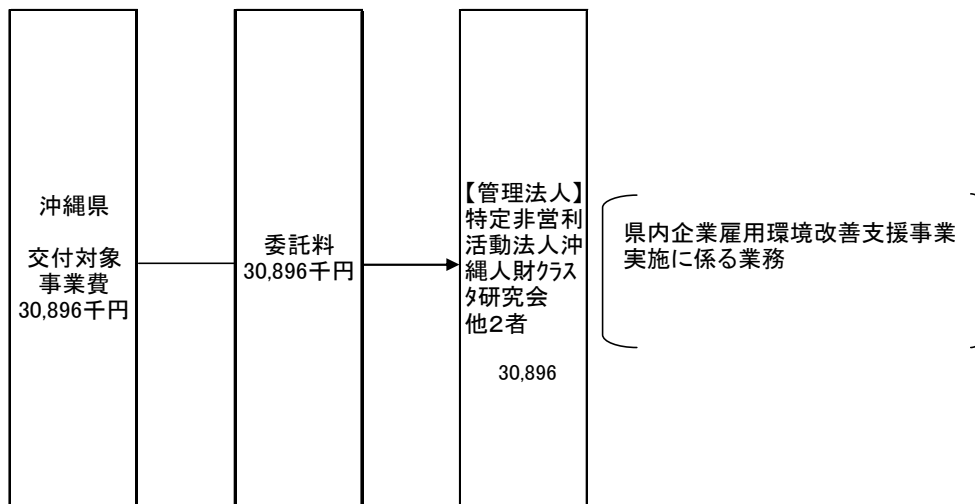 沖縄県
交付対象
事業費
30,896千円
委託料
30,896千円
【管理法人】
特定非営利
活動法人沖
縄人財ｸﾗｽ
ﾀ研究会
他2者
30,896
県内企業雇用環境改善支援事業
実施に係る業務